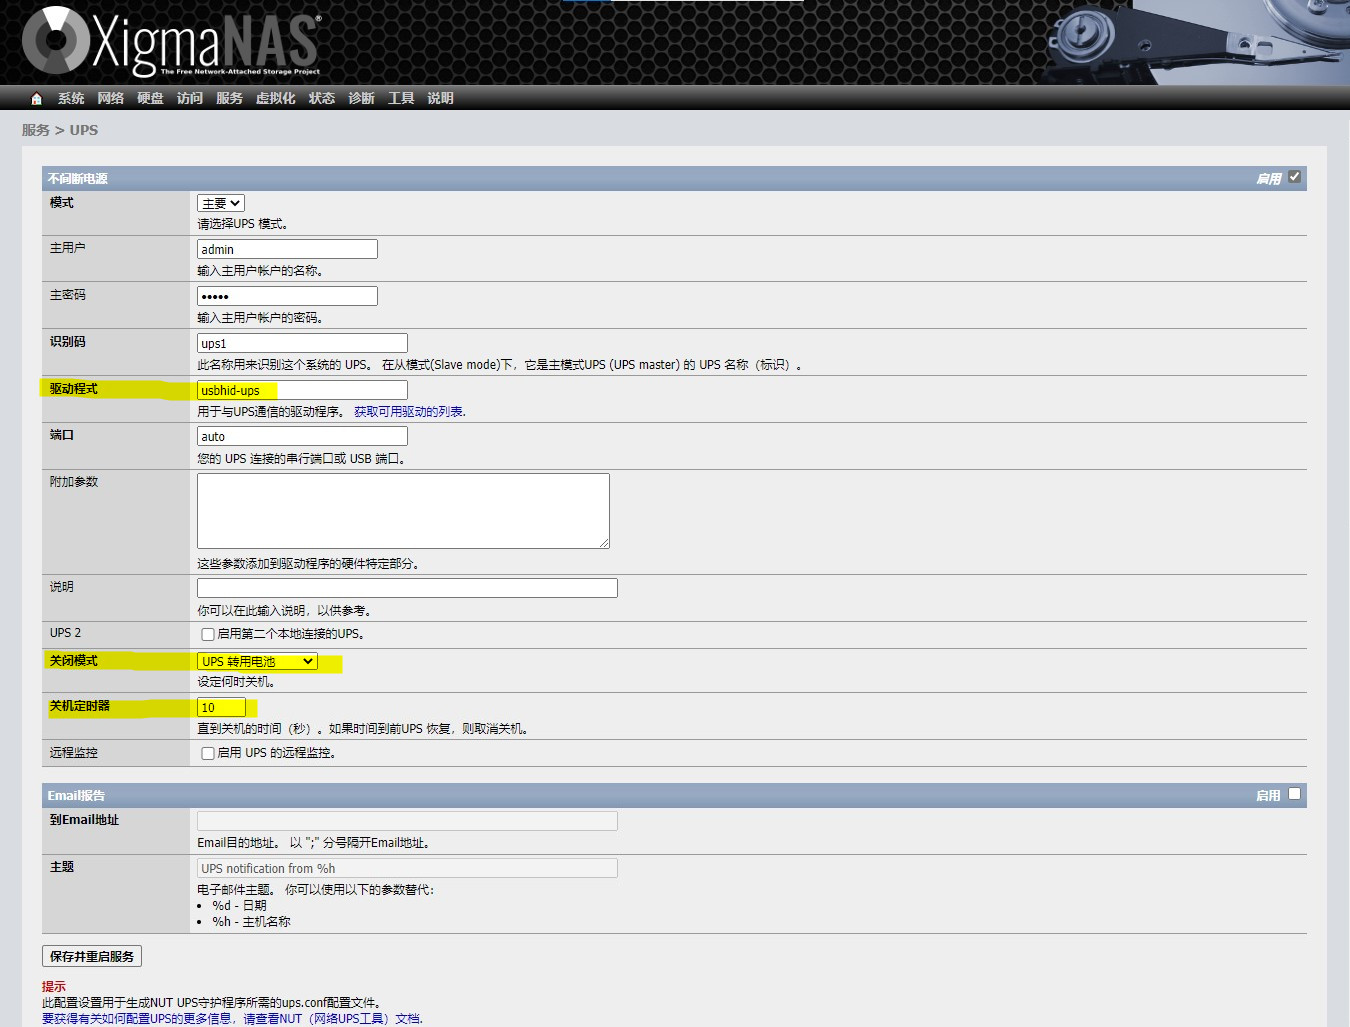 XigmaNAS®
The Free Network-Attached Storage Project
系统 网络 硬盘 访问 服务 虚拟化 状态 诊断 工具 说明
服务 > UPS
不间断电源 启用
模式 主要
请选择UPS 模式。
主用户 admin
输入主用户帐户的名称。
主密码 •••••
输入主用户帐户的密码。
识别码 ups1
此名称用来识别这个系统的 UPS。 在从模式(Slave mode)下，它是主模式UPS (UPS master) 的 UPS 名称（标识）。
驱动程式 usbhid-ups
用于与UPS通信的驱动程序。 获取可用驱动的列表.
端口 auto
您的 UPS 连接的串行端口或 USB 端口。
附加参数
这些参数添加到驱动程序的硬件特定部分。
说明
你可以在此输入说明，以供参考。
UPS 2 启用第二个本地连接的UPS。
关闭模式 UPS 转用电池
设定何时关机。
关机定时器 10
直到关机的时间（秒）。如果时间到前UPS 恢复，则取消关机。
远程监控 启用 UPS 的远程监控。
Email报告 启用
到Email地址
Email目的地址。 以 ";" 分号隔开Email地址。
主题 UPS notification from %h
电子邮件主题。 你可以使用以下的参数替代：
• %d - 日期
• %h - 主机名称
保存并重启服务
提示
此配置设置用于生成NUT UPS守护程序所需的ups.conf配置文件。
要获得有关如何配置UPS的更多信息，请查看NUT（网络UPS工具）文档.